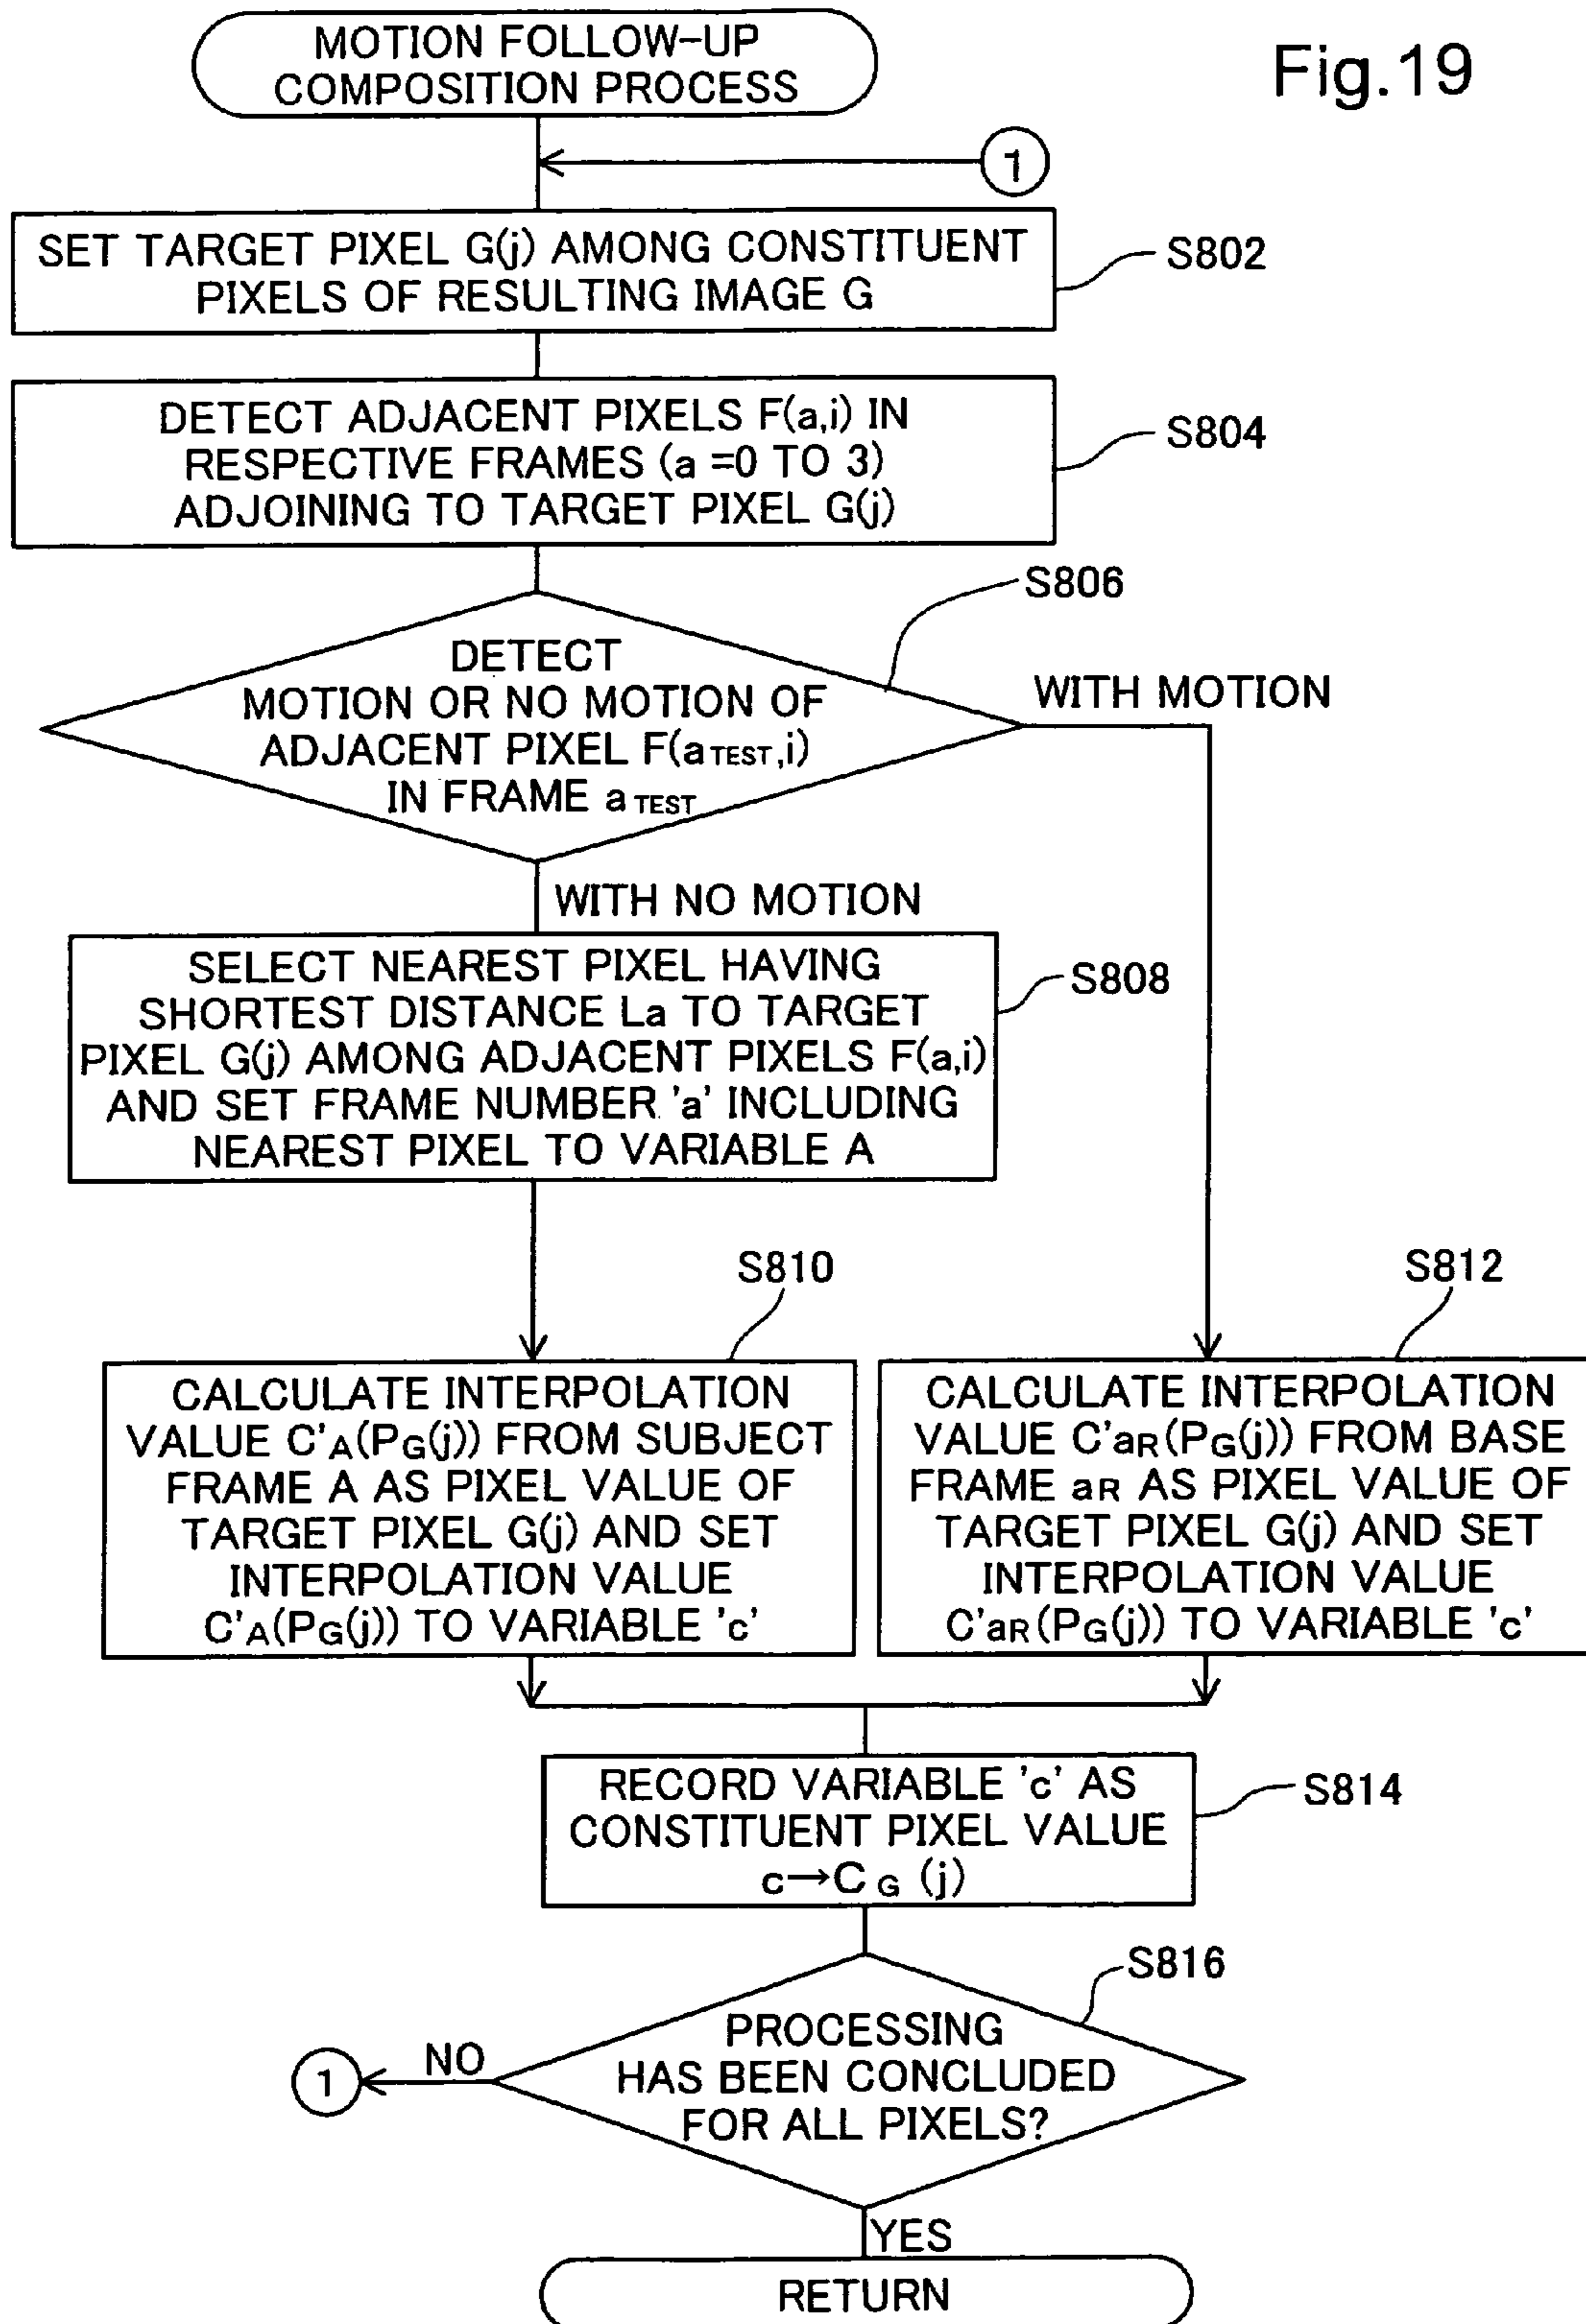 MOTION FOLLOW-UP
COMPOSITION PROCESS
Fig.19
1
SET TARGET PIXEL G(j) AMONG CONSTITUENT
PIXELS OF RESULTING IMAGE G
S802
DETECT ADJACENT PIXELS F(a,i) IN
RESPECTIVE FRAMES (a =0 TO 3)
ADJOINING TO TARGET PIXEL G(j)
S804
S806
DETECT
MOTION OR NO MOTION OF
ADJACENT PIXEL F(aTEST,i)
IN FRAME aTEST
WITH MOTION
WITH NO MOTION
SELECT NEAREST PIXEL HAVING
SHORTEST DISTANCE La TO TARGET
PIXEL G(j) AMONG ADJACENT PIXELS F(a,i)
AND SET FRAME NUMBER 'a' INCLUDING
NEAREST PIXEL TO VARIABLE A
S808
S810
CALCULATE INTERPOLATION
VALUE C'A(PG(j)) FROM SUBJECT
FRAME A AS PIXEL VALUE OF
TARGET PIXEL G(j) AND SET
INTERPOLATION VALUE
C'A(PG(j)) TO VARIABLE 'c'
S812
CALCULATE INTERPOLATION
VALUE C'aR(PG(j)) FROM BASE
FRAME aR AS PIXEL VALUE OF
TARGET PIXEL G(j) AND SET
INTERPOLATION VALUE
C'aR(PG(j)) TO VARIABLE 'c'
RECORD VARIABLE 'c' AS
CONSTITUENT PIXEL VALUE
c→CG (j)
S814
S816
PROCESSING
HAS BEEN CONCLUDED
FOR ALL PIXELS?
NO
1
YES
RETURN